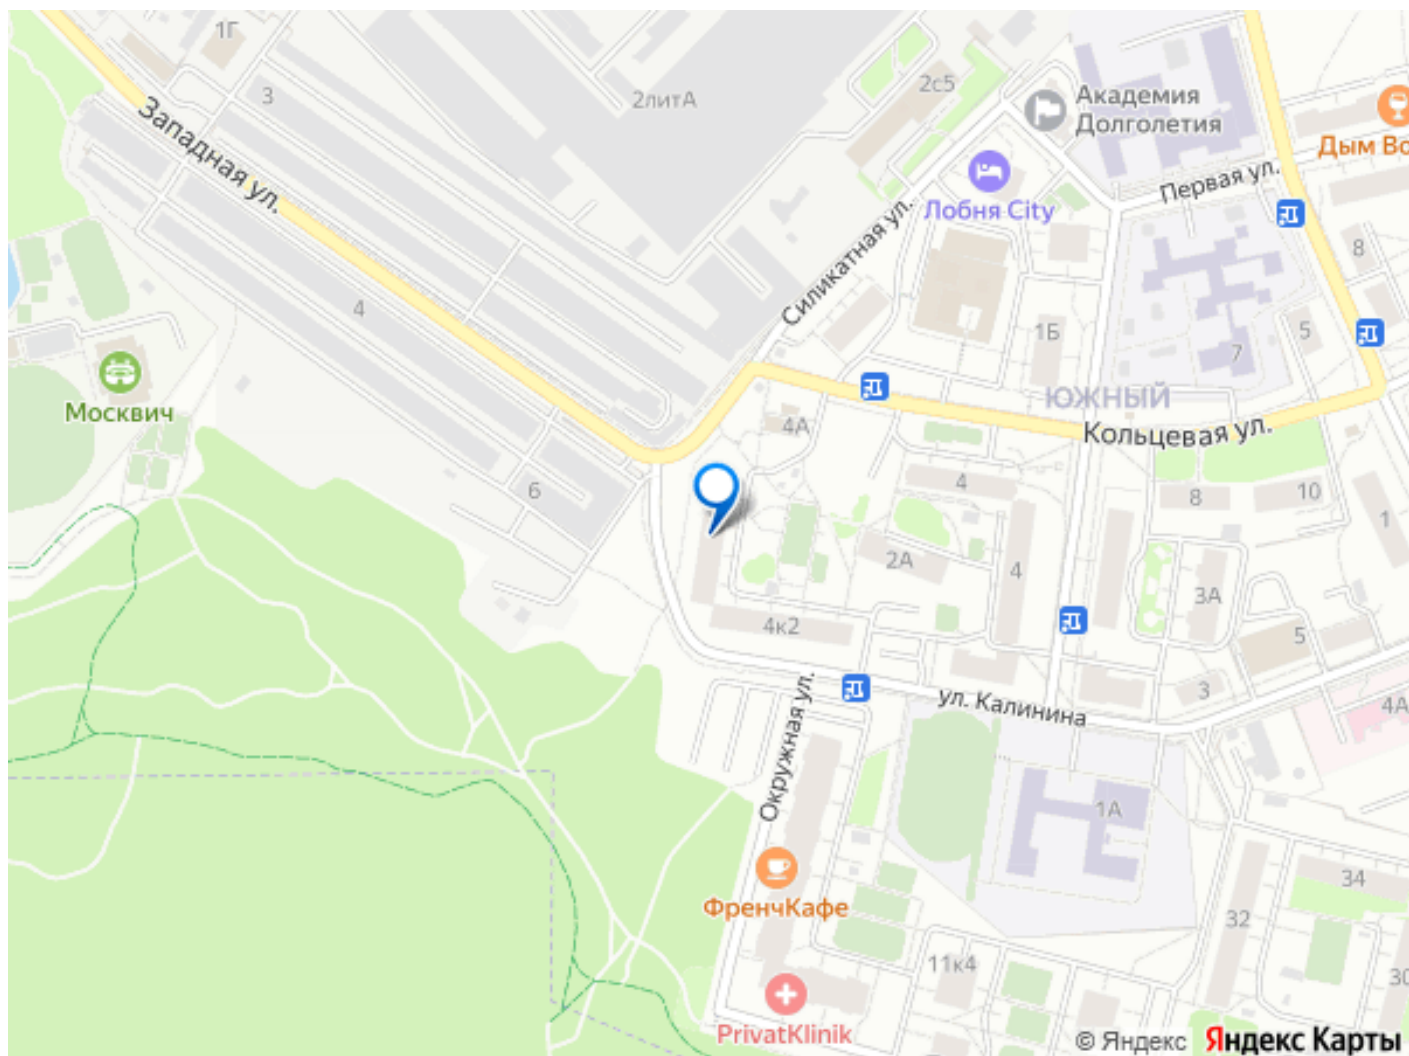 1Г
3
2литА
2с5
Академия
Долголетия
Дым Во
Западная ул.
Первая ул.
Лобня City
Силикатная ул.
8
4
1Б
5
7
Москвич
ЮЖНЫЙ
Кольцевая ул.
4А
4
6
8
10
1
2А
4
3А
4к2
5
3
ул. Калинина
4А
Окружная ул.
1А
ФренчКафе
34
32
11к4
30
PrivatKlinik
© Яндекс Яндекс Карты